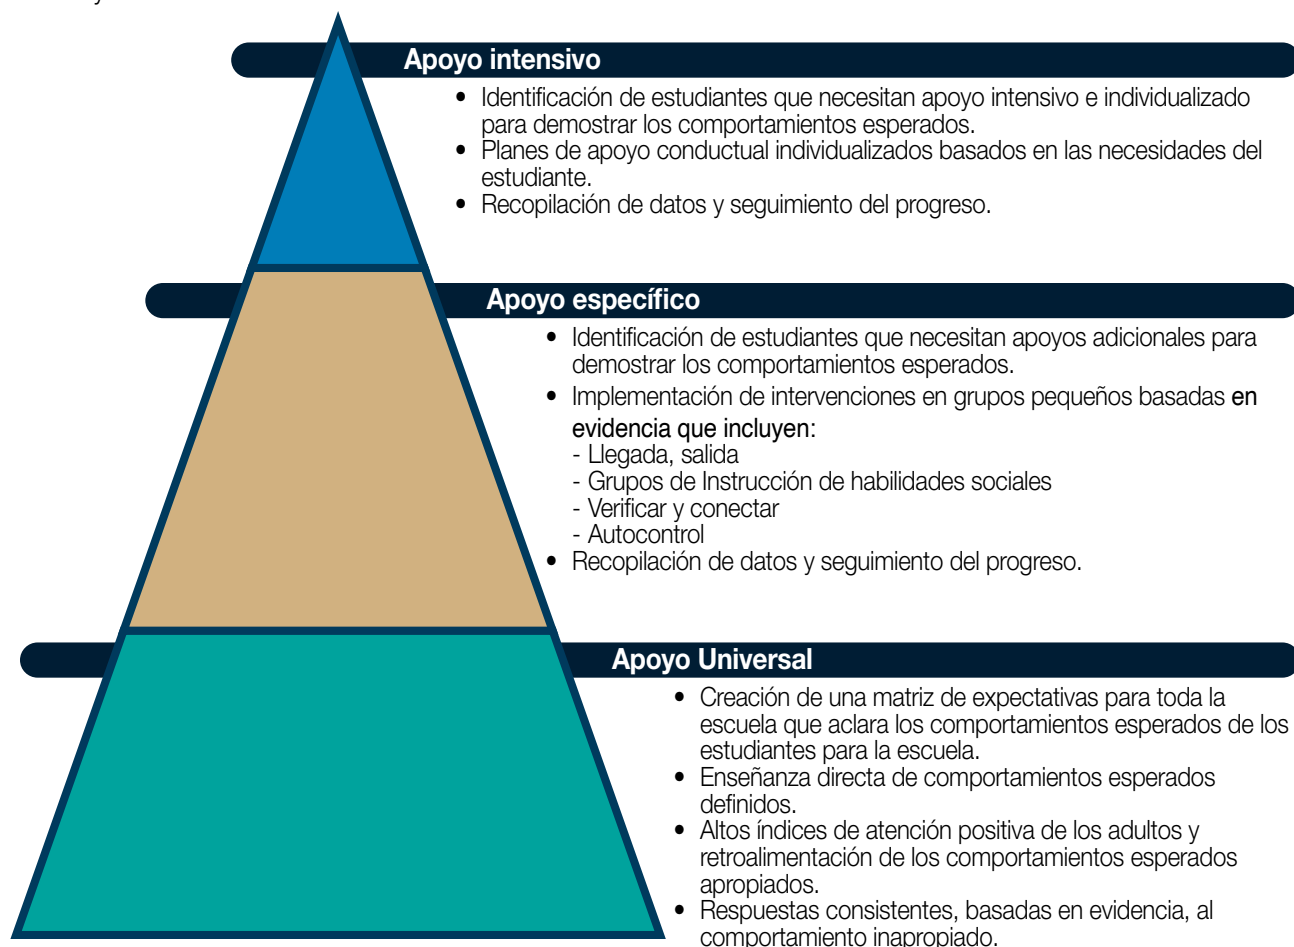 Apoyo intensivo
• Identificación de estudiantes que necesitan apoyo intensivo e individualizado
para demostrar los comportamientos esperados.
• Planes de apoyo conductual individualizados basados en las necesidades del
estudiante.
• Recopilación de datos y seguimiento del progreso.
Apoyo específico
• Identificación de estudiantes que necesitan apoyos adicionales para
demostrar los comportamientos esperados.
• Implementación de intervenciones en grupos pequeños basadas en
evidencia que incluyen:
- Llegada, salida
- Grupos de Instrucción de habilidades sociales
- Verificar y conectar
- Autocontrol
• Recopilación de datos y seguimiento del progreso.
Apoyo Universal
• Creación de una matriz de expectativas para toda la
escuela que aclara los comportamientos esperados de los
estudiantes para la escuela.
• Enseñanza directa de comportamientos esperados
definidos.
• Altos índices de atención positiva de los adultos y
retroalimentación de los comportamientos esperados
apropiados.
• Respuestas consistentes, basadas en evidencia, al
comportamiento inapropiado.